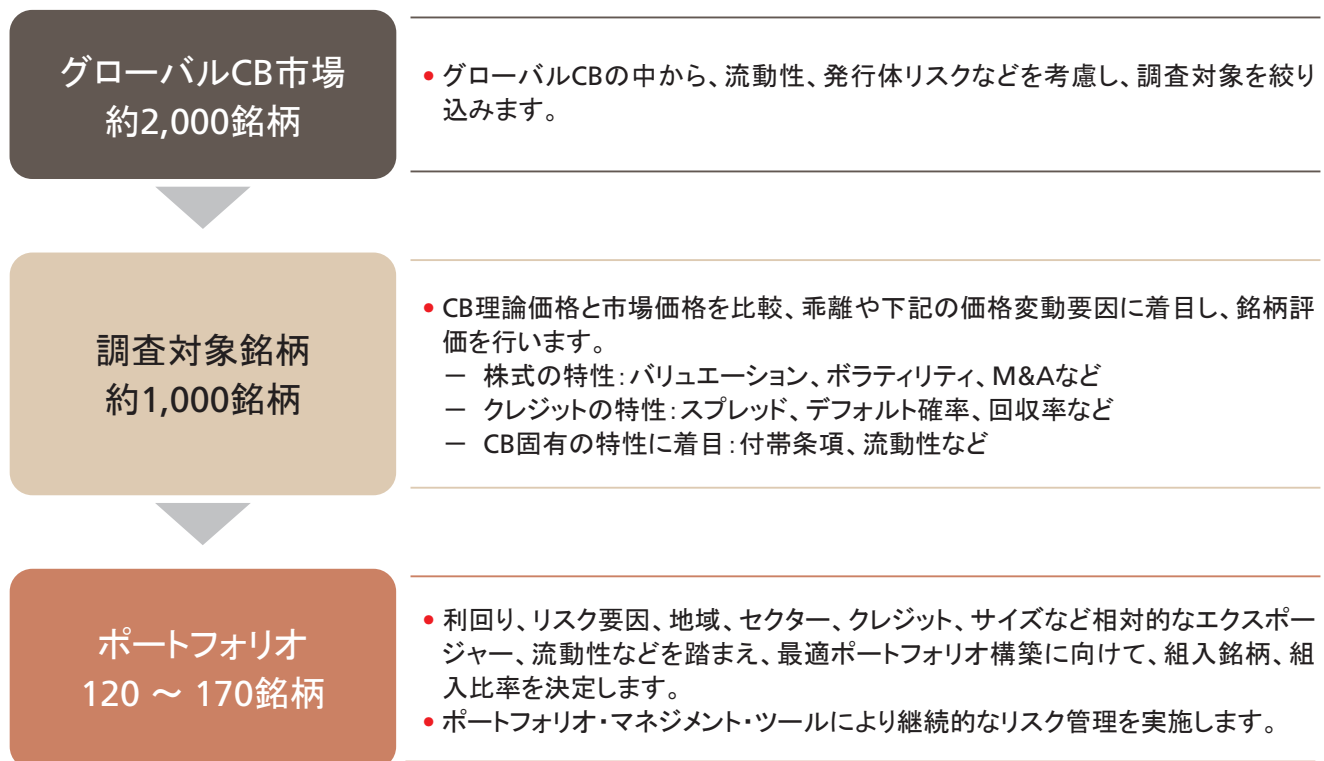 グローバルCB市場
約2,000銘柄
• グローバルCBの中から、流動性、発行体リスクなどを考慮し、調査対象を絞り
込みます。
調査対象銘柄
約1,000銘柄
• CB理論価格と市場価格を比較、乖離や下記の価格変動要因に着目し、銘柄評
価を行います。
－ 株式の特性：バリュエーション、ボラティリティ、M&Aなど
－ クレジットの特性：スプレッド、デフォルト確率、回収率など
－ CB固有の特性に着目：付帯条項、流動性など
ポートフォリオ
120 ～ 170銘柄
• 利回り、リスク要因、地域、セクター、クレジット、サイズなど相対的なエクスポー
ジャー、流動性などを踏まえ、最適ポートフォリオ構築に向けて、組入銘柄、組
入比率を決定します。
• ポートフォリオ・マネジメント・ツールにより継続的なリスク管理を実施します。